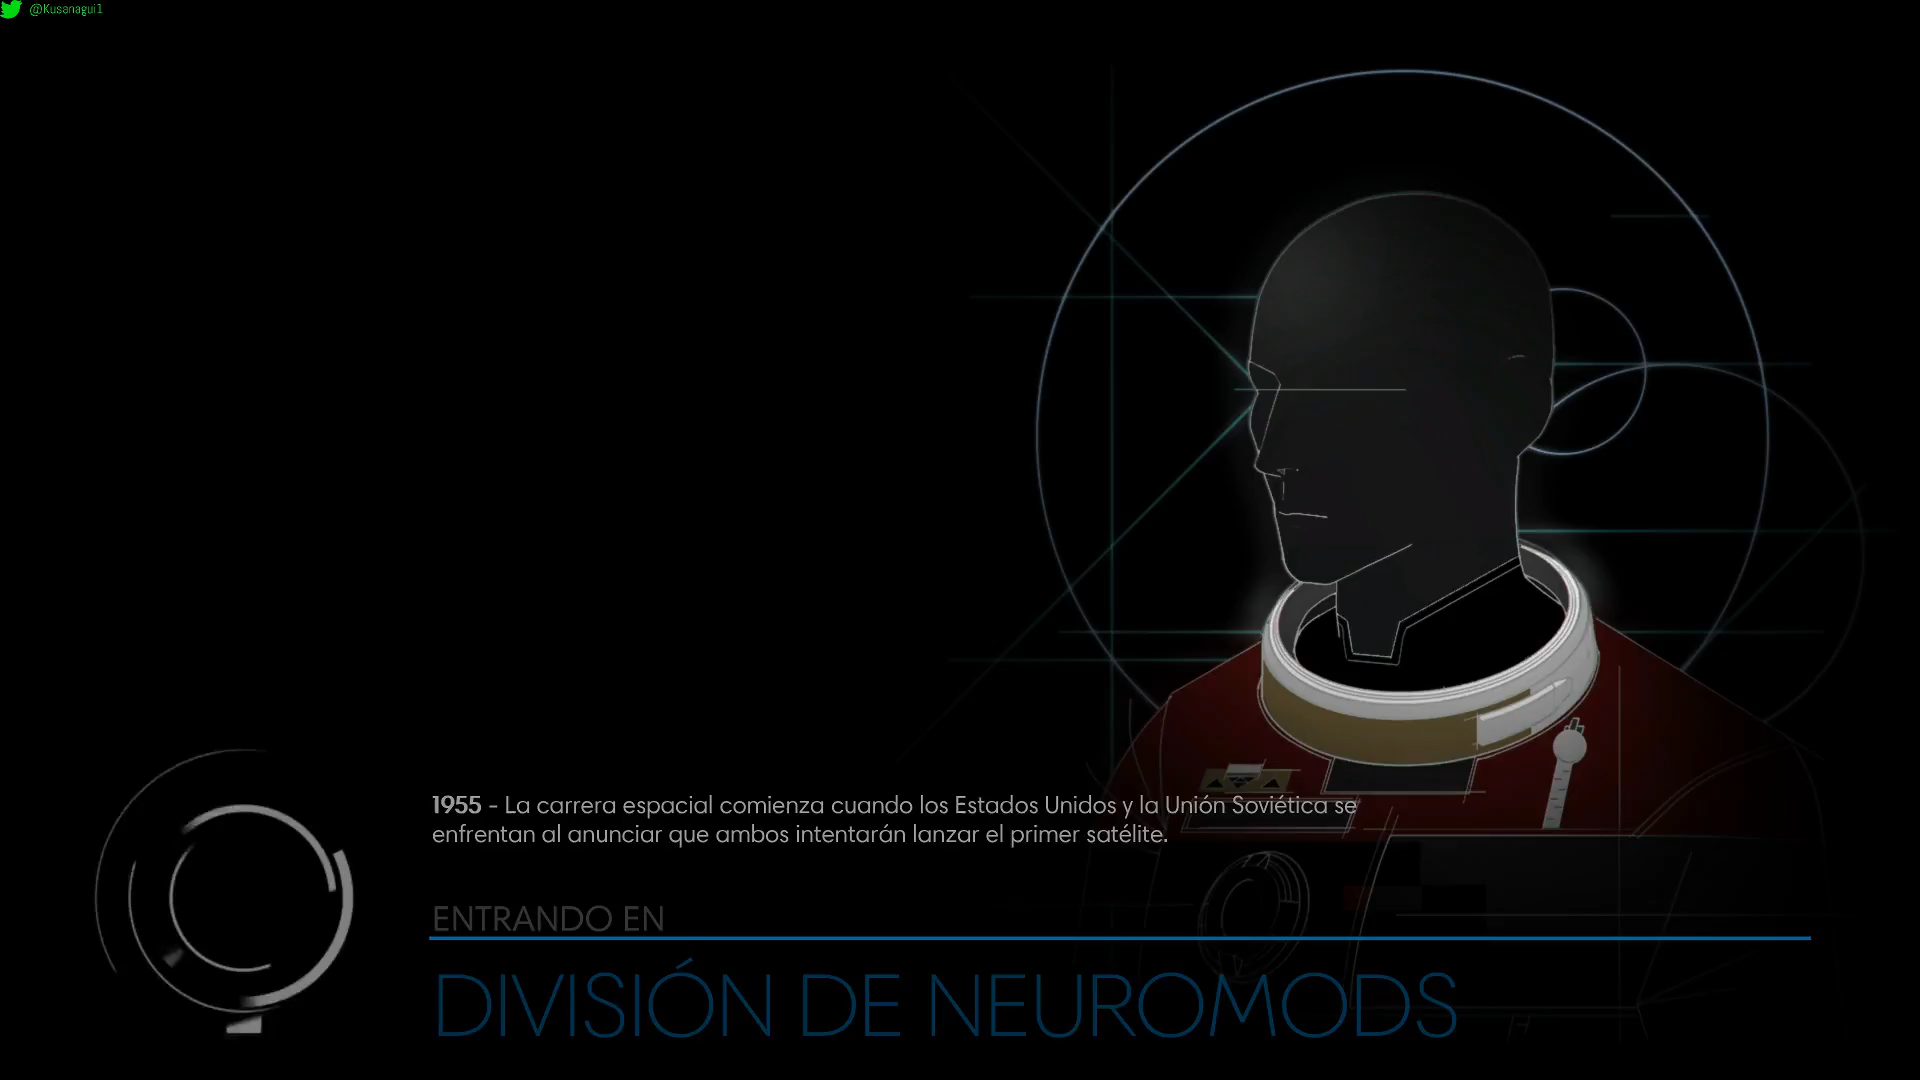 @Kusanagui1
1955 - La carrera espacial comienza cuando los Estados Unidos y la Unión Soviética se
enfrentan al anunciar que ambos intentarán lanzar el primer satélite.
ENTRANDO EN
DIVISIÓN DE NEUROMODS